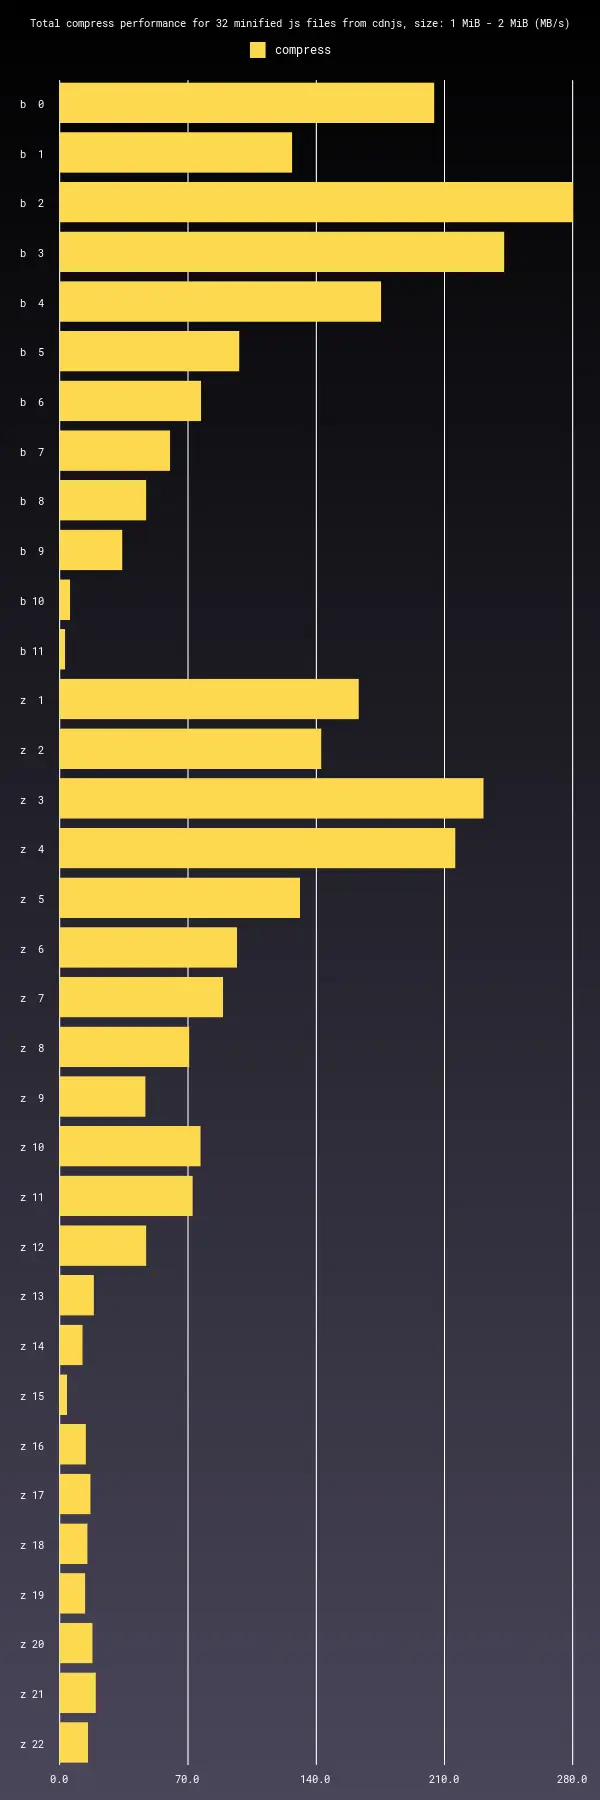 Total compress performance for 32 minified js files from cdnjs, size: 1 MiB - 2 MiB (MB/s)
compress
b  0
b  1
b  2
b  3
b  4
b  5
b  6
b  7
b  8
b  9
b 10
b 11
z  1
z  2
z  3
z  4
z  5
z  6
z  7
z  8
z  9
z 10
z 11
z 12
z 13
z 14
z 15
z 16
z 17
z 18
z 19
z 20
z 21
z 22
0.0 70.0 140.0 210.0 280.0